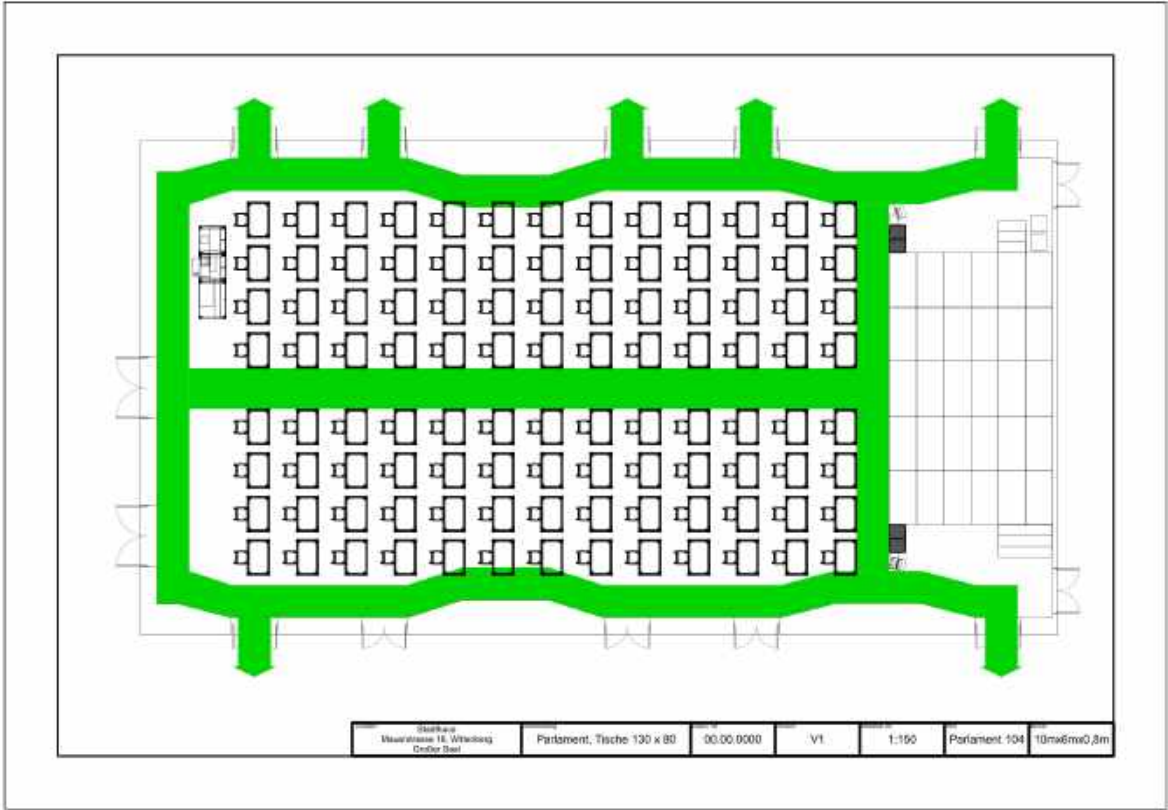 Stadthaus
Mauerstrasse 18, Wittenberg
Großer Saal
Parlament, Tische 130 x 80
00.00.0000
V1
1:150
Parlament 104
10mx6mx0,8m